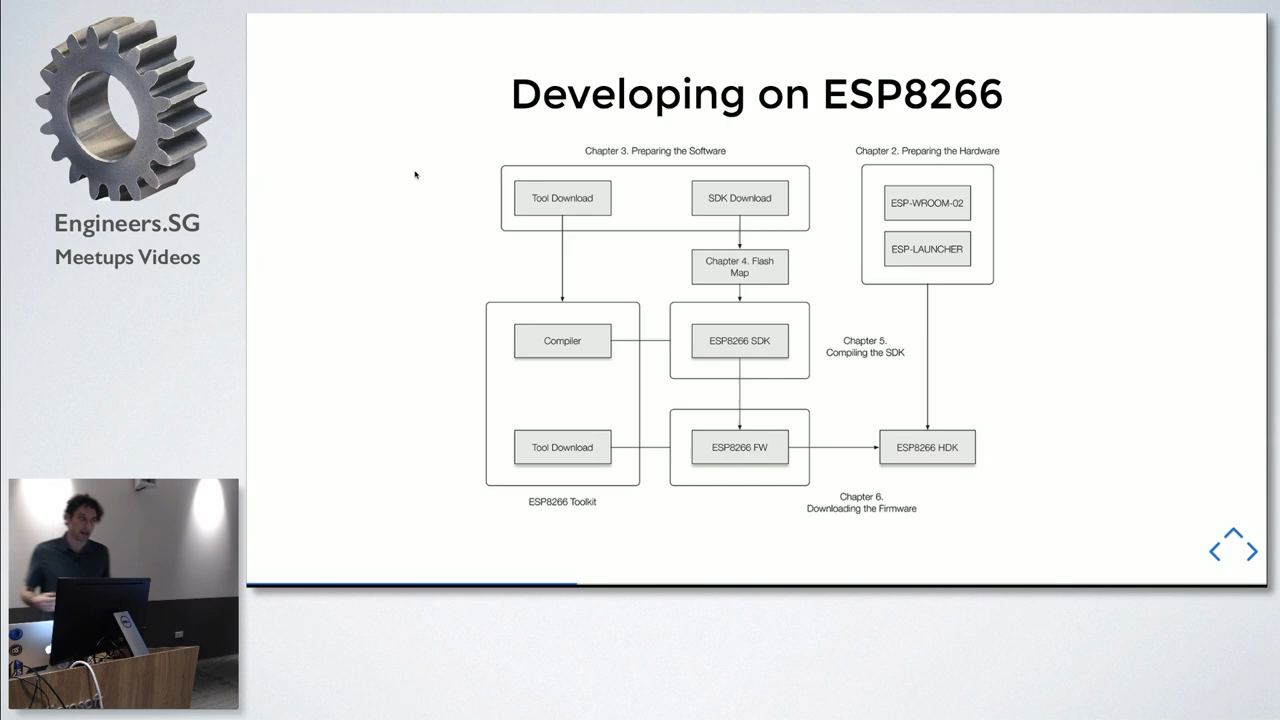 Engineers.SG
Meetups Videos
Developing on ESP8266
Chapter 3. Preparing the Software
Chapter 2. Preparing the Hardware
Tool Download
SDK Download
ESP-WROOM-02
ESP-LAUNCHER
Chapter 4. Flash
Map
Compiler
ESP8266 SDK
Chapter 5.
Compiling the SDK
Tool Download
ESP8266 FW
ESP8266 HDK
ESP8266 Toolkit
Chapter 6.
Downloading the Firmware